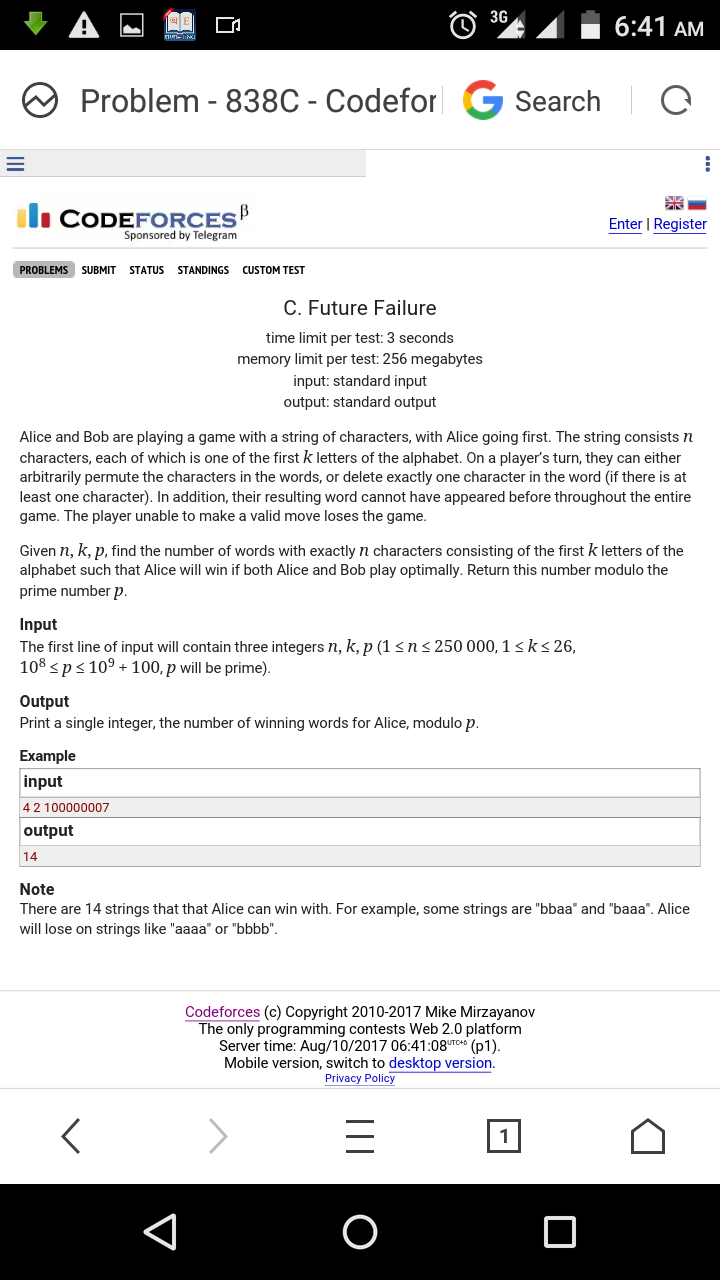 3G 6:41 AM
Problem - 838C - Codefor Search
CODEFORCES β
Sponsored by Telegram
Enter | Register
PROBLEMS SUBMIT STATUS STANDINGS CUSTOM TEST
C. Future Failure
time limit per test: 3 seconds
memory limit per test: 256 megabytes
input: standard input
output: standard output
Alice and Bob are playing a game with a string of characters, with Alice going first. The string consists n
characters, each of which is one of the first k letters of the alphabet. On a player’s turn, they can either
arbitrarily permute the characters in the words, or delete exactly one character in the word (if there is at
least one character). In addition, their resulting word cannot have appeared before throughout the entire
game. The player unable to make a valid move loses the game.
Given n, k, p, find the number of words with exactly n characters consisting of the first k letters of the
alphabet such that Alice will win if both Alice and Bob play optimally. Return this number modulo the
prime number p.
Input
The first line of input will contain three integers n, k, p (1 ≤ n ≤ 250 000, 1 ≤ k ≤ 26,
10⁸ ≤ p ≤ 10⁹ + 100, p will be prime).
Output
Print a single integer, the number of winning words for Alice, modulo p.
Example
input
4 2 100000007
output
14
Note
There are 14 strings that that Alice can win with. For example, some strings are "bbaa" and "baaa". Alice
will lose on strings like "aaaa" or "bbbb".
Codeforces (c) Copyright 2010-2017 Mike Mirzayanov
The only programming contests Web 2.0 platform
Server time: Aug/10/2017 06:41:08UTC+6 (p1).
Mobile version, switch to desktop version.
Privacy Policy
1